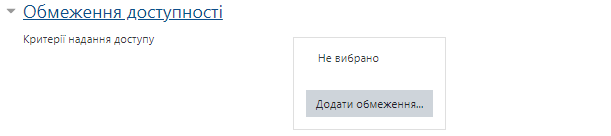 Обмеження доступності
Критерії надання доступу
Не вибрано
Додати обмеження...